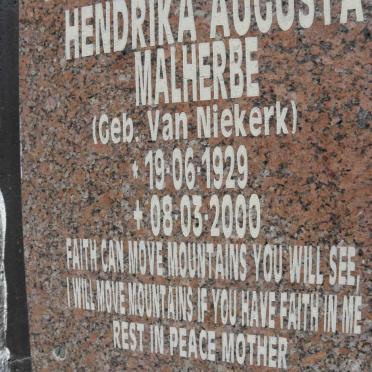 HENDRIKA AUGUSTA
MALHERBE
(Geb. Van Niekerk)
* 19·06·1929
+ 08·03·2000
FAITH CAN MOVE MOUNTAINS YOU WILL SEE,
I WILL MOVE MOUNTAINS IF YOU HAVE FAITH IN ME
REST IN PEACE MOTHER